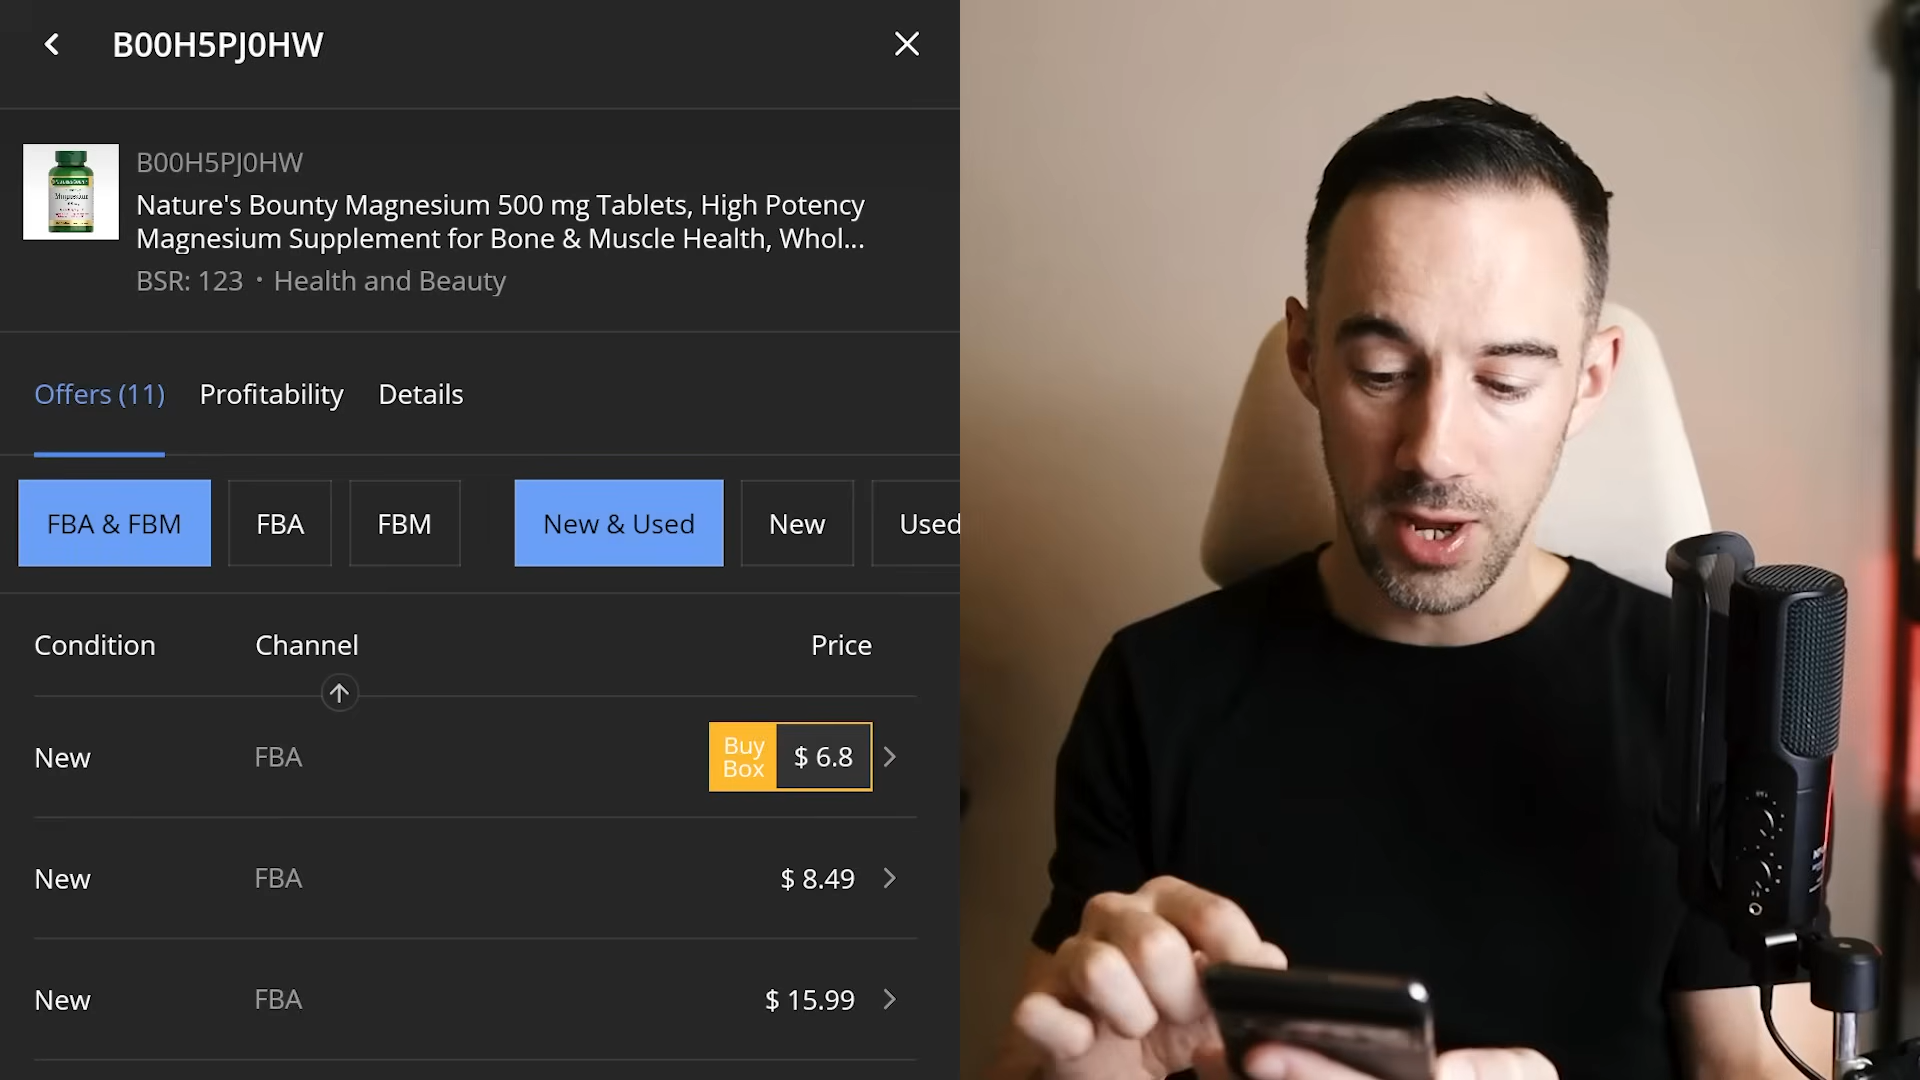 B00H5PJ0HW
B00H5PJ0HW
Nature's Bounty Magnesium 500 mg Tablets, High Potency
Magnesium Supplement for Bone & Muscle Health, Whol...
BSR: 123 · Health and Beauty
Offers (11) Profitability Details
FBA & FBM FBA FBM New & Used New Used
Condition Channel Price
New FBA Buy Box $ 6.8
New FBA $ 8.49
New FBA $ 15.99